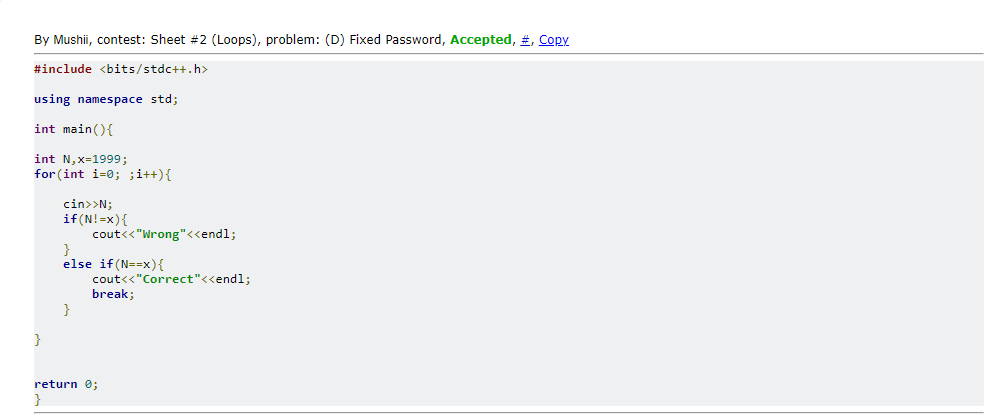 By Mushii, contest: Sheet #2 (Loops), problem: (D) Fixed Password, Accepted, #, Copy
#include <bits/stdc++.h>
using namespace std;
int main(){
int N,x=1999;
for(int i=0; ;i++){
cin>>N;
if(N!=x){
cout<<"Wrong"<<endl;
}
else if(N==x){
cout<<"Correct"<<endl;
break;
}
}
return 0;
}